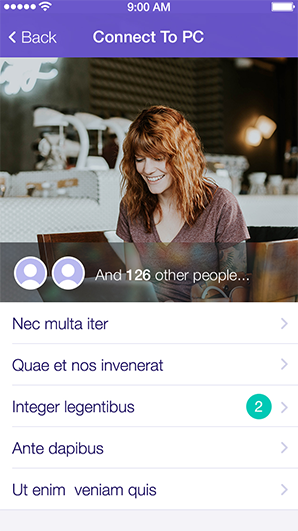 9:00 AM
Back
Connect To PC
And 126 other people...
Nec multa iter
Quae et nos invenerat
Integer legentibus
2
Ante dapibus
Ut enim veniam quis